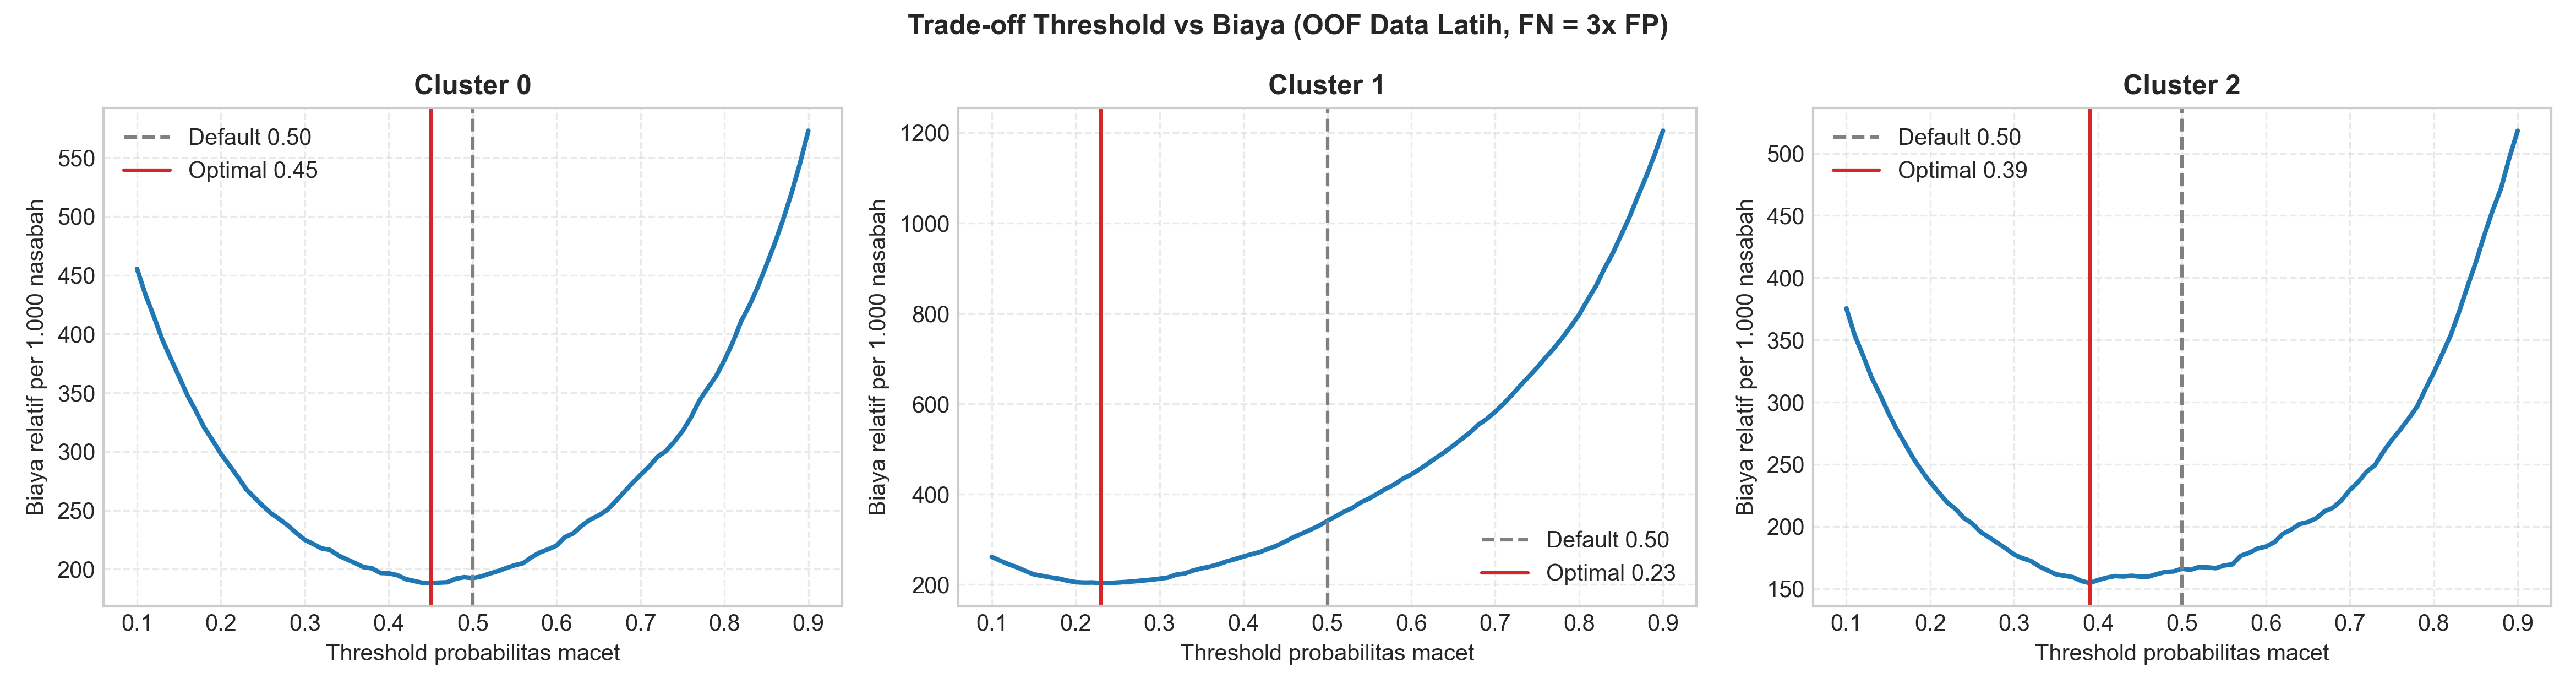 Trade-off Threshold vs Biaya (OOF Data Latih, FN = 3x FP)
Cluster 0
Default 0.50
Optimal 0.45
Biaya relatif per 1.000 nasabah
550
500
450
400
350
300
250
200
0.1 0.2 0.3 0.4 0.5 0.6 0.7 0.8 0.9
Threshold probabilitas macet
Cluster 1
Biaya relatif per 1.000 nasabah
1200
1000
800
600
400
200
Default 0.50
Optimal 0.23
0.1 0.2 0.3 0.4 0.5 0.6 0.7 0.8 0.9
Threshold probabilitas macet
Cluster 2
Default 0.50
Optimal 0.39
Biaya relatif per 1.000 nasabah
500
450
400
350
300
250
200
150
0.1 0.2 0.3 0.4 0.5 0.6 0.7 0.8 0.9
Threshold probabilitas macet